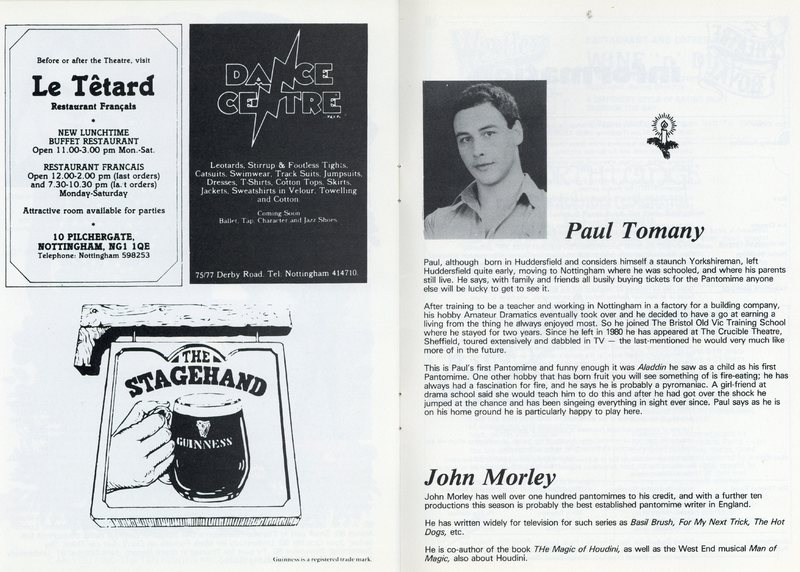 Before or after the Theatre, visit
Le Têtard
Restaurant Français
NEW LUNCHTIME
BUFFET RESTAURANT
Open 11.00-3.00 pm Mon.-Sat.
RESTAURANT FRANCAIS
Open 12.00-2.00 pm (last orders)
and 7.30-10.30 pm (last orders)
Monday-Saturday
Attractive room available for parties
10 PILCHERGATE,
NOTTINGHAM, NG1 1QE
Telephone: Nottingham 598253
DANCE
CENTRE
Leotards, Stirrup & Footless Tights,
Catsuits, Swimwear, Track Suits, Jumpsuits,
Dresses, T-Shirts, Cotton Tops, Skirts,
Jackets, Sweatshirts in Velour, Towelling
and Cotton
Coming Soon
Ballet, Tap, Character and Jazz Shoes
75/77 Derby Road. Tel: Nottingham 414710.
THE
STAGEHAND
GUINNESS
Guinness is a registered trade mark
Paul Tomany
Paul, although born in Huddersfield and considers himself a staunch Yorkshireman, left
Huddersfield quite early, moving to Nottingham where he was schooled, and where his parents
still live. He says, with family and friends all busily buying tickets for the Pantomime anyone
else will be lucky to get to see it.
After training to be a teacher and working in Nottingham in a factory for a building company,
his hobby Amateur Dramatics eventually took over and he decided to have a go at earning a
living from the thing he always enjoyed most. So he joined The Bristol Old Vic Training School
where he stayed for two years. Since he left in 1980 he has appeared at The Crucible Theatre,
Sheffield, toured extensively and dabbled in TV — the last-mentioned he would very much like
more of in the future.
This is Paul's first Pantomime and funny enough it was Aladdin he saw as a child as his first
Pantomime. One other hobby that has born fruit you will see something of is fire-eating; he has
always had a fascination for fire, and he says he is probably a pyromaniac. A girl-friend at
drama school said she would teach him to do this and after he had got over the shock he
jumped at the chance and has been singeing everything in sight ever since. Paul says as he is
on his home ground he is particularly happy to play here.
John Morley
John Morley has well over one hundred pantomimes to his credit, and with a further ten
productions this season is probably the best established pantomime writer in England.
He has written widely for television for such series as Basil Brush, For My Next Trick, The Hot
Dogs, etc.
He is co-author of the book THe Magic of Houdini, as well as the West End musical Man of
Magic, also about Houdini.